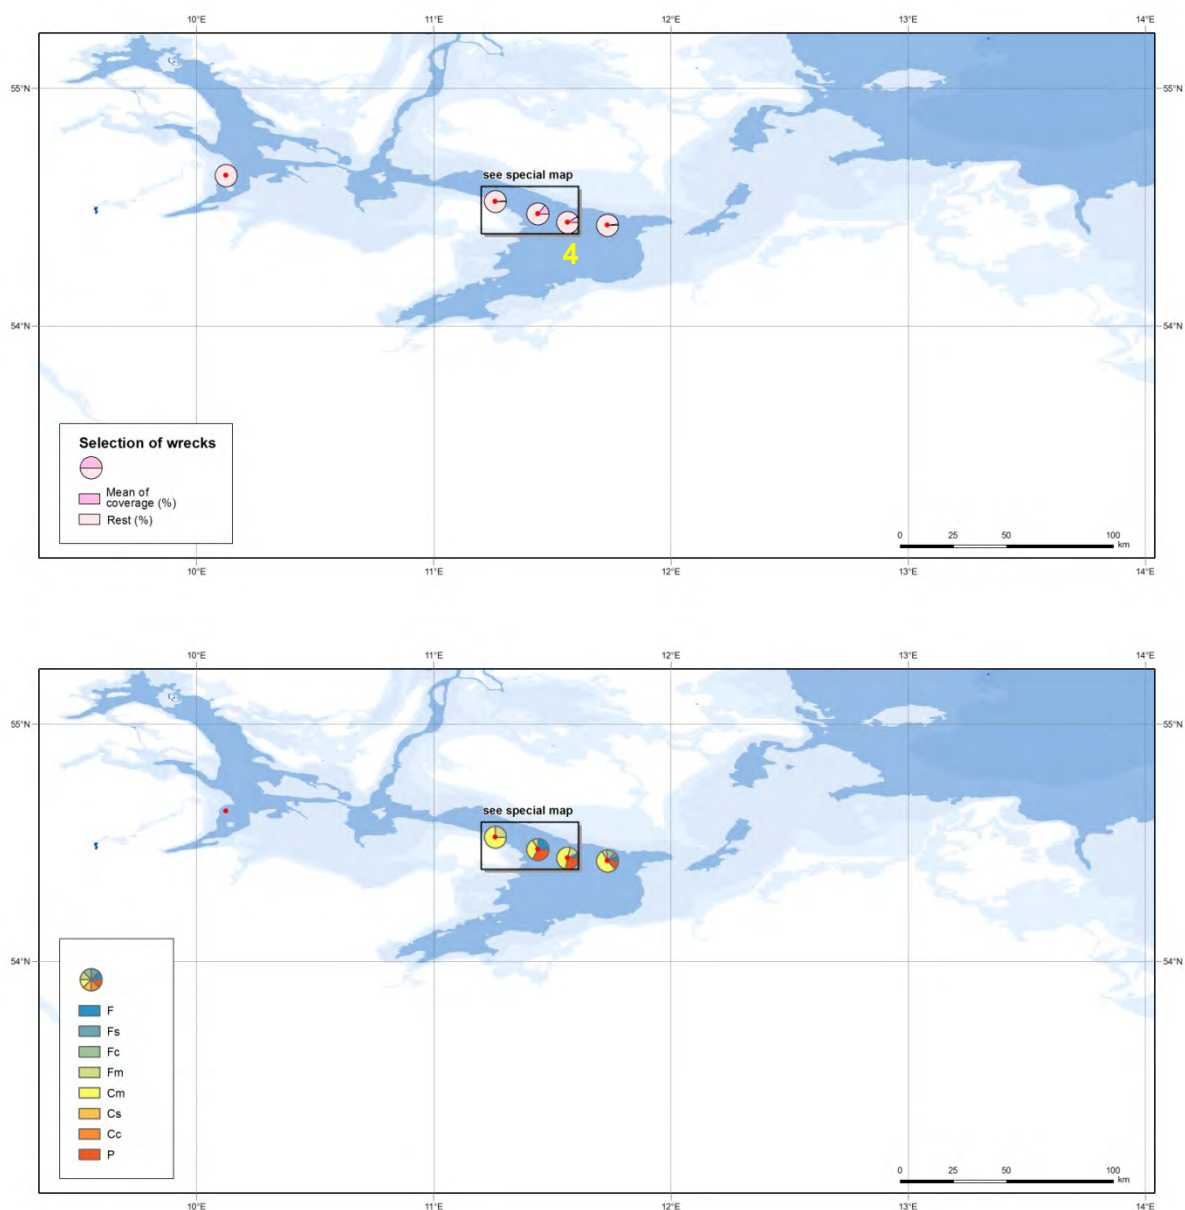 10°E 11°E 12°E 13°E 14°E
55°N 55°N
see special map
4
54°N 54°N
Selection of wrecks
Mean of
coverage (%)
Rest (%)
0 25 50 100
km
10°E 11°E 12°E 13°E 14°E
10°E 11°E 12°E 13°E 14°E
55°N 55°N
see special map
54°N 54°N
F
Fs
Fc
Fm
Cm
Cs
Cc
P
0 25 50 100
km
10°E 11°E 12°E 13°E 14°E